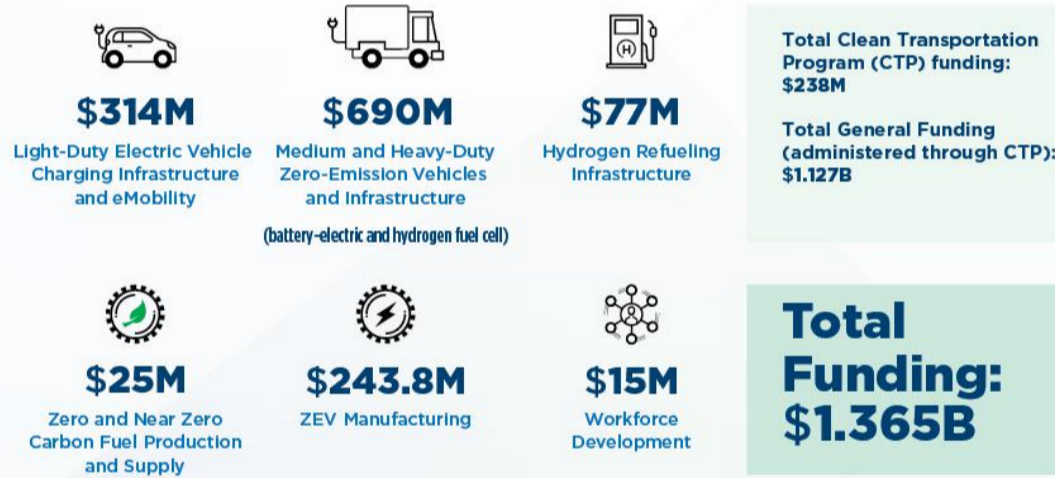 $314M
Light-Duty Electric Vehicle
Charging Infrastructure
and eMobility
$690M
Medium and Heavy-Duty
Zero-Emission Vehicles
and Infrastructure
(battery-electric and hydrogen fuel cell)
(H)
$77M
Hydrogen Refueling
Infrastructure
Total Clean Transportation
Program (CTP) funding:
$238M
Total General Funding
(administered through CTP):
$1.127B
$25M
Zero and Near Zero
Carbon Fuel Production
and Supply
$243.8M
ZEV Manufacturing
$15M
Workforce
Development
Total
Funding:
$1.365B